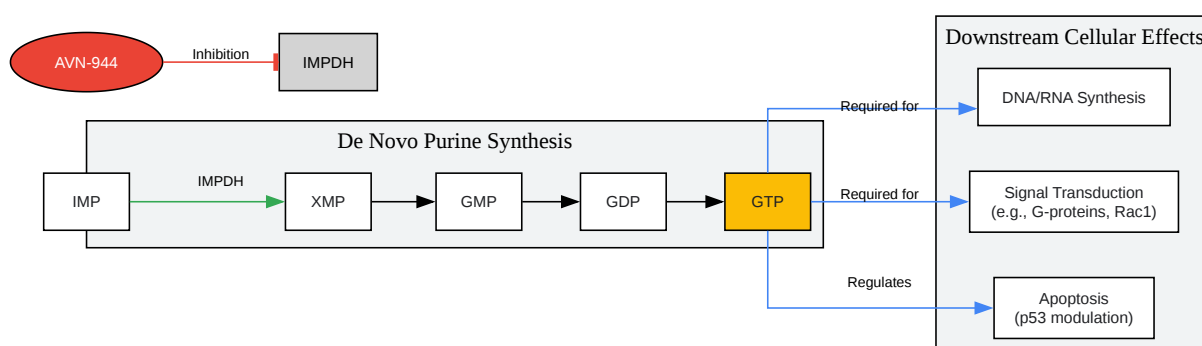 Downstream Cellular Effects
AVN-944
Inhibition
IMPDH
DNA/RNA Synthesis
Required for
De Novo Purine Synthesis
IMP
IMPDH
XMP
GMP
GDP
GTP
Required for
Signal Transduction
(e.g., G-proteins, Rac1)
Regulates
Apoptosis
(p53 modulation)